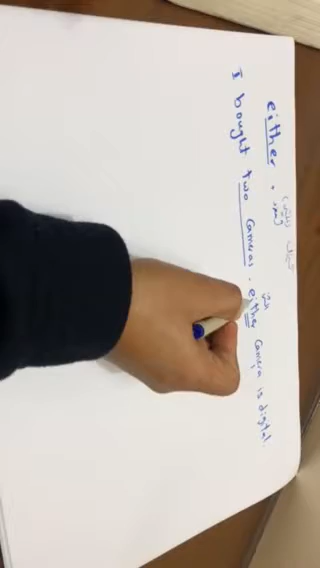 either .
I bought two cameras . either camera is digital.